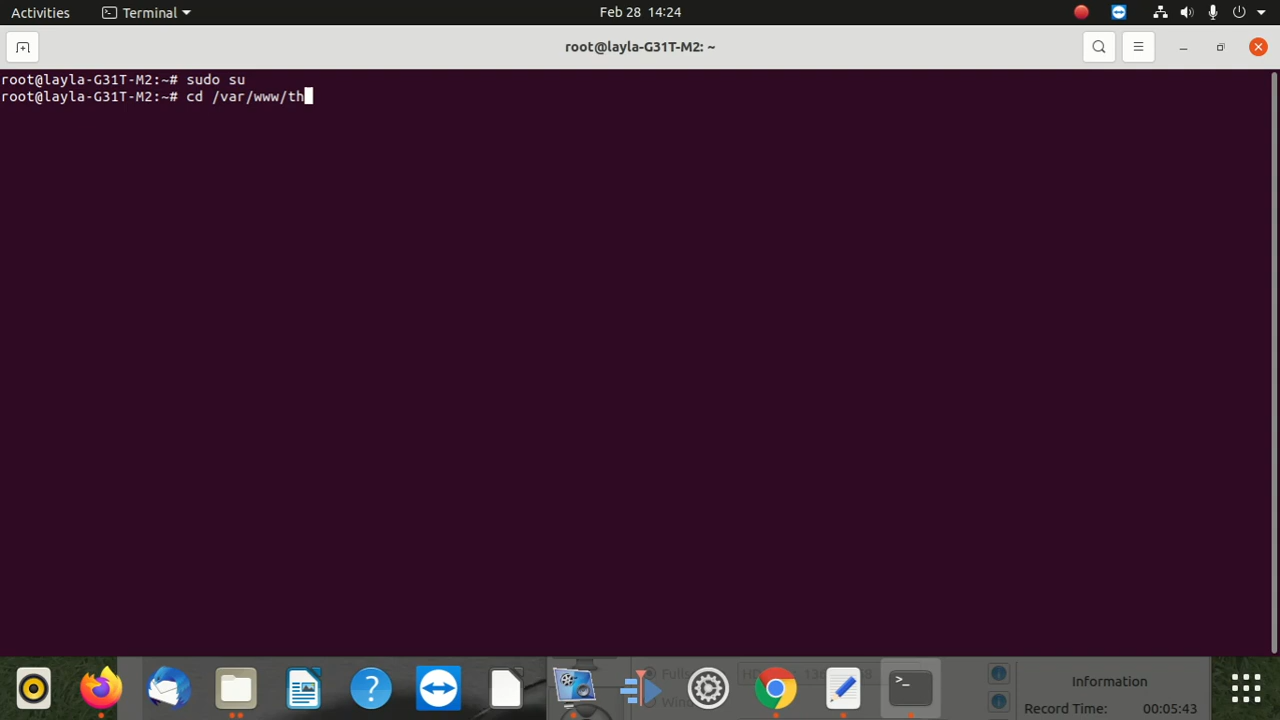 Activities
Terminal
Feb 28 14:24
root@layla-G31T-M2: ~
root@layla-G31T-M2:~# sudo su
root@layla-G31T-M2:~# cd /var/www/th
Information
Record Time: 00:05:43